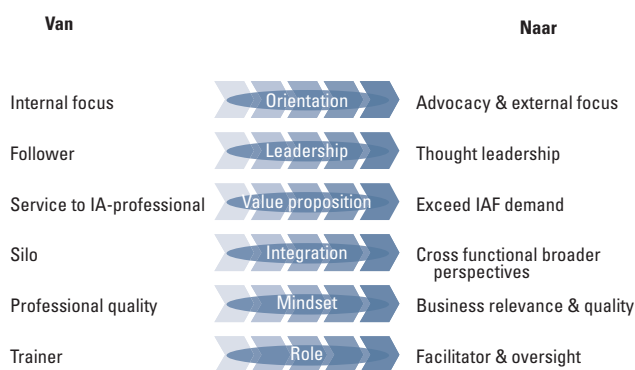 Van Naar
Internal focus Orientation Advocacy & external focus
Follower Leadership Thought leadership
Service to IA-professional Value proposition Exceed IAF demand
Silo Integration Cross functional broader
perspectives
Professional quality Mindset Business relevance & quality
Trainer Role Facilitator & oversight